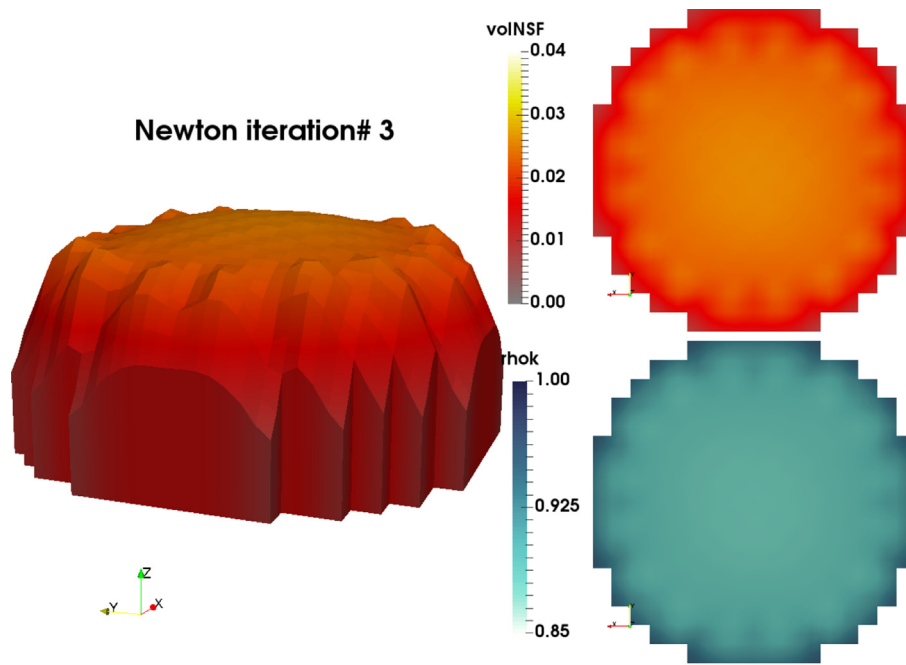 volNSF
0.04
0.03
0.02
0.01
0.00
Newton iteration# 3
rhok
1.00
0.925
0.85
Z
Y
X
Y
X
Z
Y
X
Z